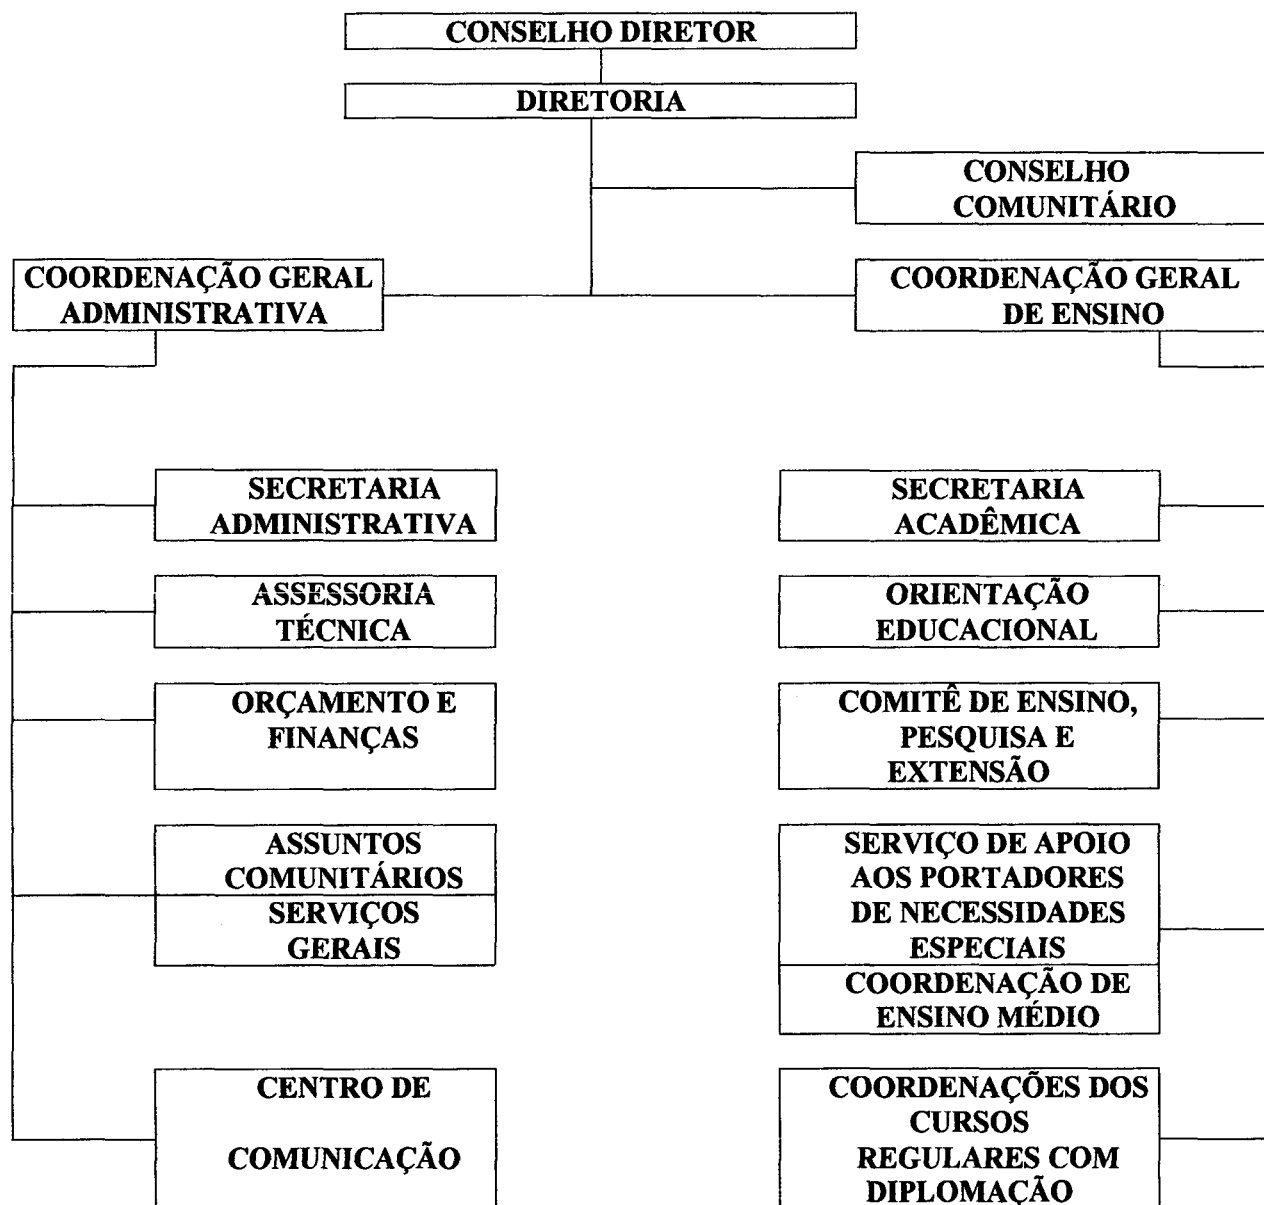 CONSELHO DIRETOR
DIRETORIA
CONSELHO
COMUNITÁRIO
COORDENAÇÃO GERAL
ADMINISTRATIVA
COORDENAÇÃO GERAL
DE ENSINO
SECRETARIA
ADMINISTRATIVA
SECRETARIA
ACADÊMICA
ASSESSORIA
TÉCNICA
ORIENTAÇÃO
EDUCACIONAL
ORÇAMENTO E
FINANÇAS
COMITÊ DE ENSINO,
PESQUISA E
EXTENSÃO
ASSUNTOS
COMUNITÁRIOS
SERVIÇOS
GERAIS
SERVIÇO DE APOIO
AOS PORTADORES
DE NECESSIDADES
ESPECIAIS
COORDENAÇÃO DE
ENSINO MÉDIO
CENTRO DE
COMUNICAÇÃO
COORDENAÇÕES DOS
CURSOS
REGULARES COM
DIPLOMAÇÃO